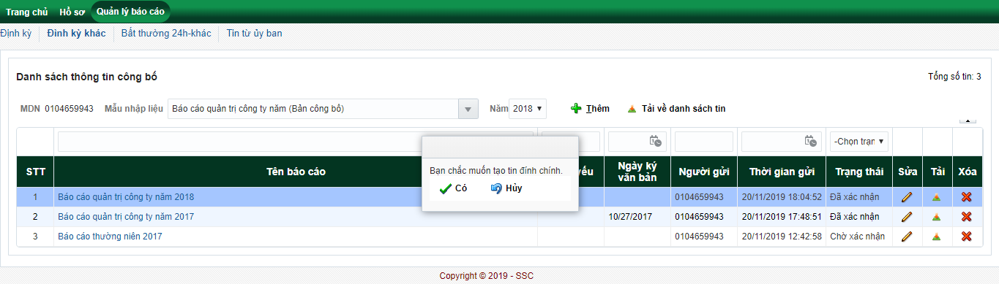 Trang chủ Hồ sơ Quản lý báo cáo
Định kỳ Đình kỳ khác Bất thường 24h-khác Tin từ ủy ban
Danh sách thông tin công bố
Tổng số tin: 3
MDN 0104659943 Mẫu nhập liệu Báo cáo quản trị công ty năm (Bản công bố) Năm 2018 Thêm Tải về danh sách tin
-Chọn trạn
STT Tên báo cáo yếu Ngày ký văn bản Người gửi Thời gian gửi Trạng thái Sửa Tải Xóa
Bạn chắc muốn tạo tin đính chính.
Có Hủy
1 Báo cáo quản trị công ty năm 2018 0104659943 20/11/2019 18:04:52 Đã xác nhận
2 Báo cáo quản trị công ty năm 2017 10/27/2017 0104659943 20/11/2019 17:48:51 Đã xác nhận
3 Báo cáo thường niên 2017 0104659943 20/11/2019 12:42:58 Chờ xác nhận
Copyright © 2019 - SSC